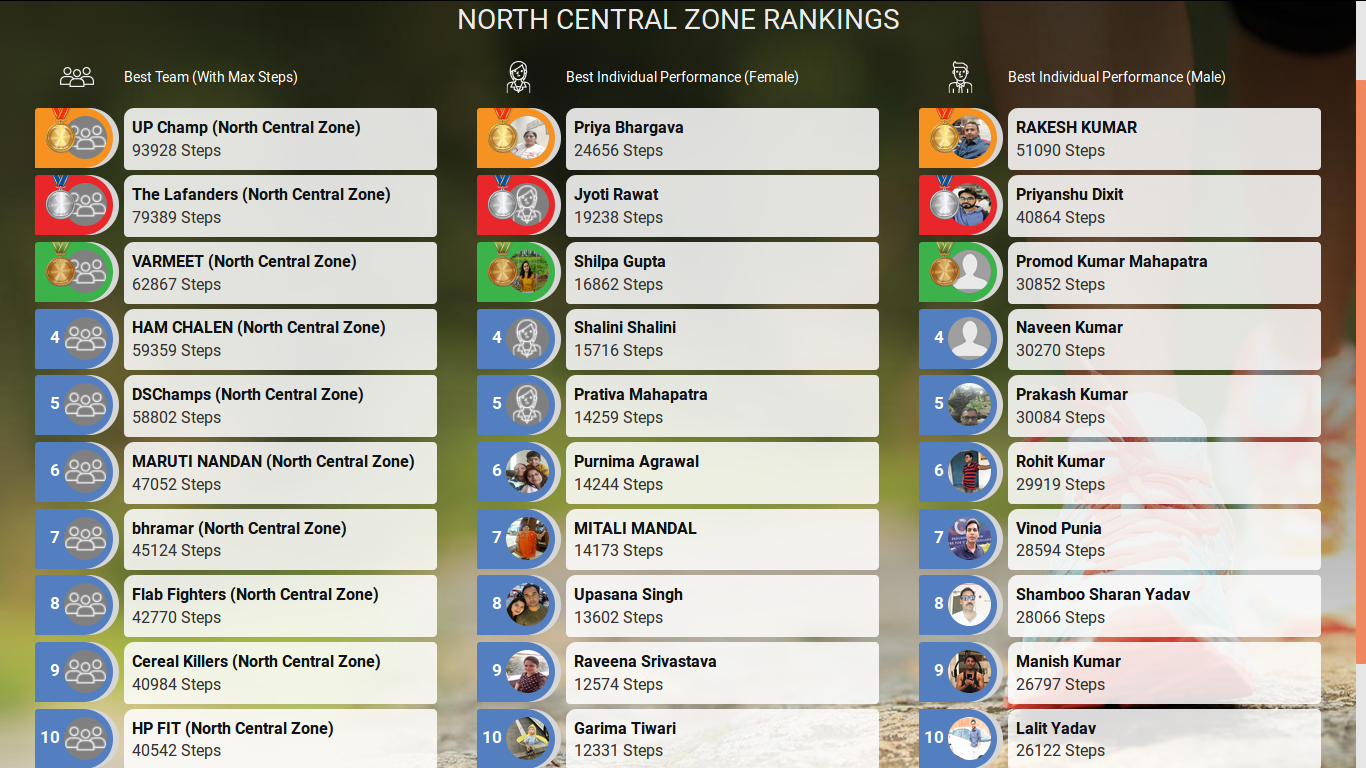 NORTH CENTRAL ZONE RANKINGS
Best Team (With Max Steps)
UP Champ (North Central Zone)
93928 Steps
The Lafanders (North Central Zone)
79389 Steps
VARMEET (North Central Zone)
62867 Steps
4
HAM CHALEN (North Central Zone)
59359 Steps
5
DSChamps (North Central Zone)
58802 Steps
6
MARUTI NANDAN (North Central Zone)
47052 Steps
7
bhramar (North Central Zone)
45124 Steps
8
Flab Fighters (North Central Zone)
42770 Steps
9
Cereal Killers (North Central Zone)
40984 Steps
10
HP FIT (North Central Zone)
40542 Steps
Best Individual Performance (Female)
Priya Bhargava
24656 Steps
Jyoti Rawat
19238 Steps
Shilpa Gupta
16862 Steps
4
Shalini Shalini
15716 Steps
5
Prativa Mahapatra
14259 Steps
6
Purnima Agrawal
14244 Steps
7
MITALI MANDAL
14173 Steps
8
Upasana Singh
13602 Steps
9
Raveena Srivastava
12574 Steps
10
Garima Tiwari
12331 Steps
Best Individual Performance (Male)
RAKESH KUMAR
51090 Steps
Priyanshu Dixit
40864 Steps
Promod Kumar Mahapatra
30852 Steps
4
Naveen Kumar
30270 Steps
5
Prakash Kumar
30084 Steps
6
Rohit Kumar
29919 Steps
7
Vinod Punia
28594 Steps
8
Shamboo Sharan Yadav
28066 Steps
9
Manish Kumar
26797 Steps
10
Lalit Yadav
26122 Steps